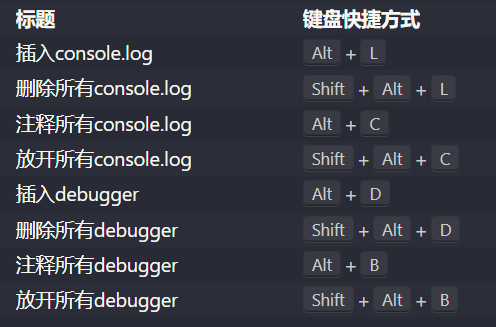 标题 键盘快捷方式
插入console.log Alt + L
删除所有console.log Shift + Alt + L
注释所有console.log Alt + C
放开所有console.log Shift + Alt + C
插入debugger Alt + D
删除所有debugger Shift + Alt + D
注释所有debugger Alt + B
放开所有debugger Shift + Alt + B